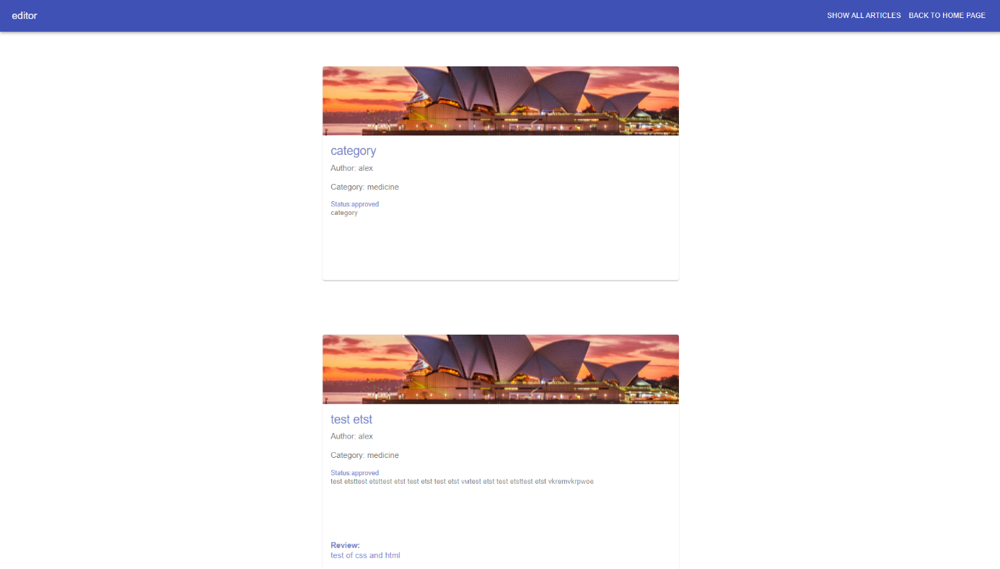 editor
SHOW ALL ARTICLES BACK TO HOME PAGE
category
Author: alex
Category: medicine
Status:approved
category
test etst
Author: alex
Category: medicine
Status:approved
test etsttest etsttest etst test etst test etst vмtest etst test etsttest etst vkremvkrpwoe
Review:
test of css and html